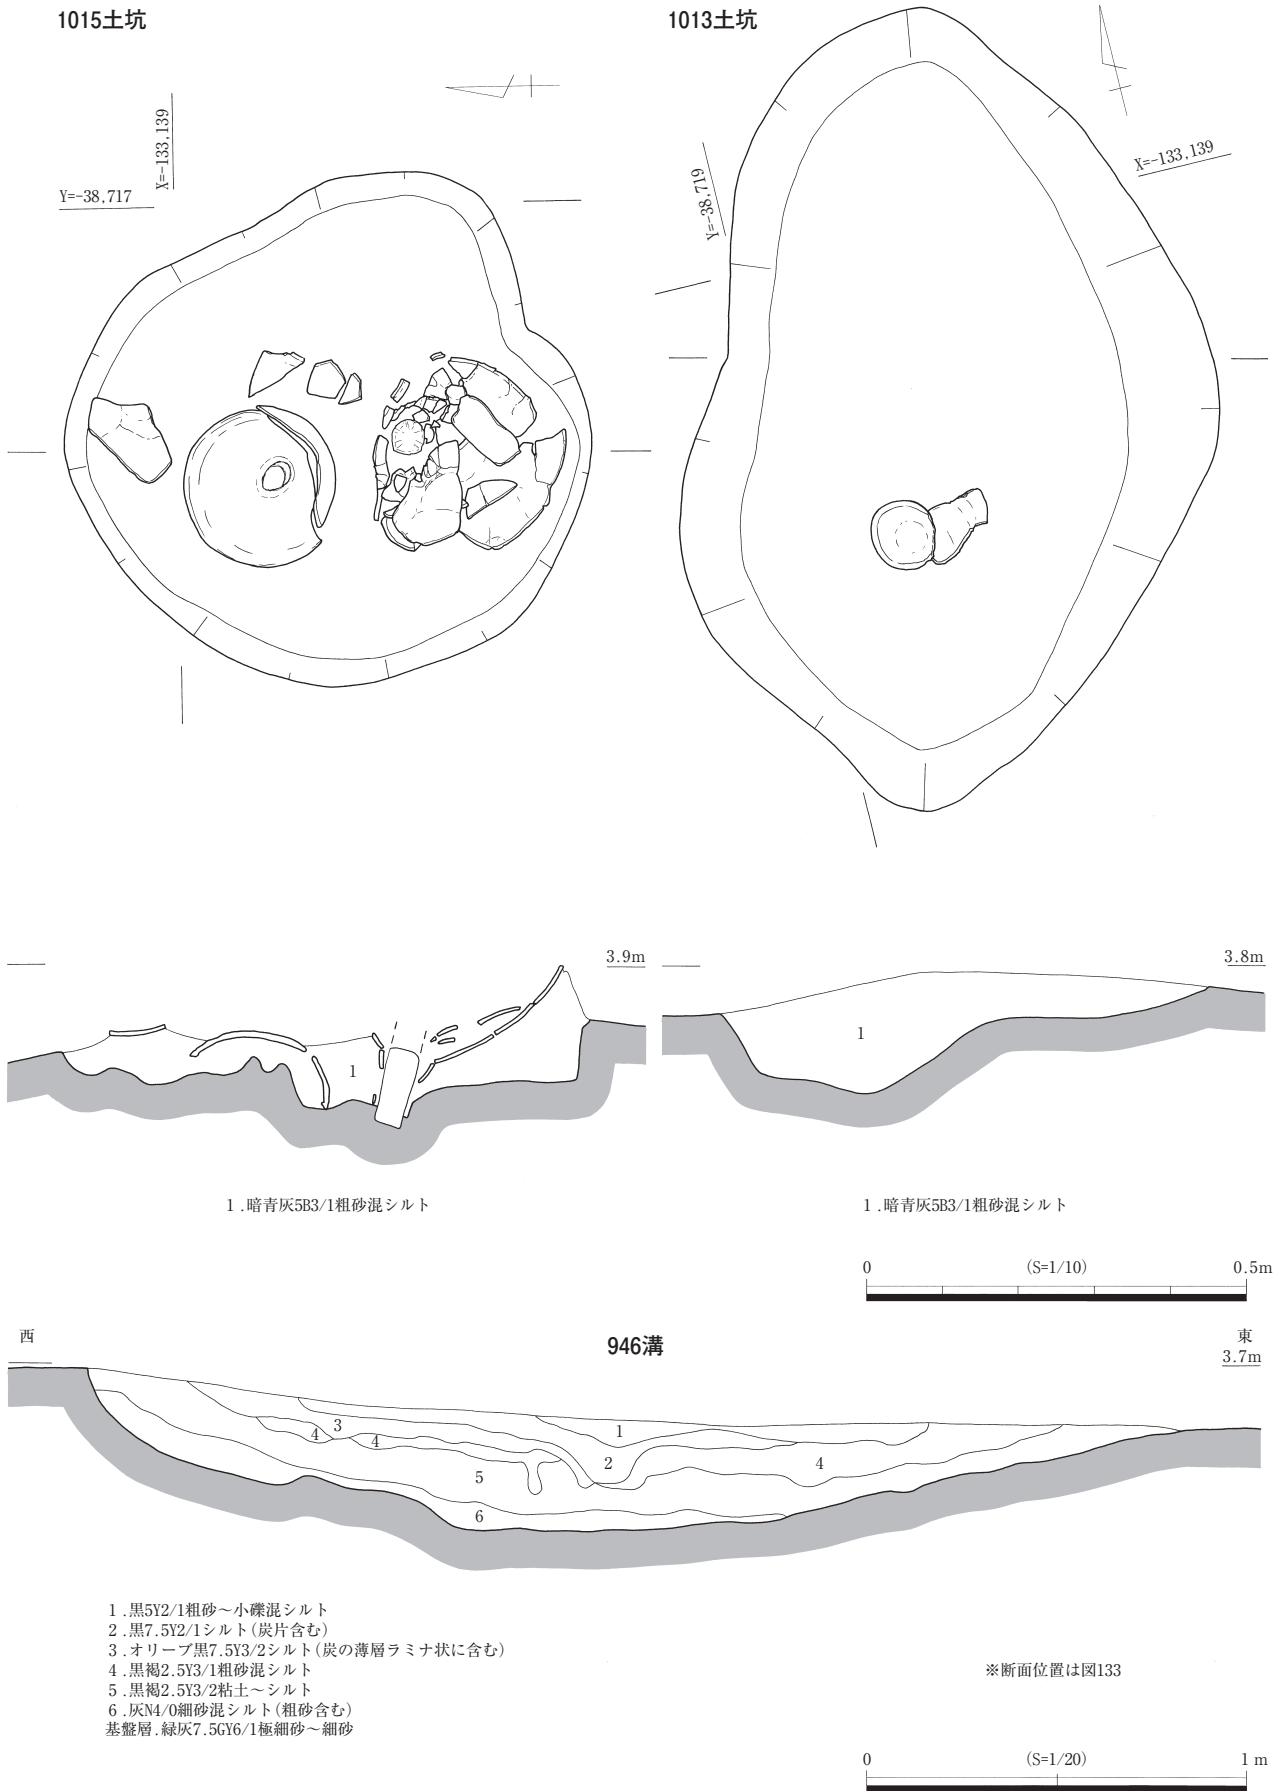 1015土坑
1013土坑
X=-133,139
Y=-38,717
Y=-38,719
X=-133,139
3.9m
3.8m
1
1
1.暗青灰5B3/1粗砂混シルト
1.暗青灰5B3/1粗砂混シルト
0 (S=1/10) 0.5m
西
946溝
東
3.7m
1
3
4
4
2
4
5
6
1.黒5Y2/1粗砂～小礫混シルト
2.黒7.5Y2/1シルト(炭片含む)
3.オリーブ黒7.5Y3/2シルト(炭の薄層ラミナ状に含む)
4.黒褐2.5Y3/1粗砂混シルト
5.黒褐2.5Y3/2粘土～シルト
6.灰N4/0細砂混シルト(粗砂含む)
基盤層.緑灰7.5GY6/1極細砂～細砂
※断面位置は図133
0 (S=1/20) 1m